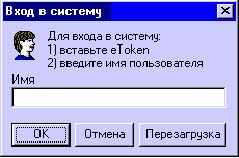 Вход в систему
Для входа в систему:
1) вставьте eToken
2) введите имя пользователя
Имя
OK
Отмена
Перезагрузка